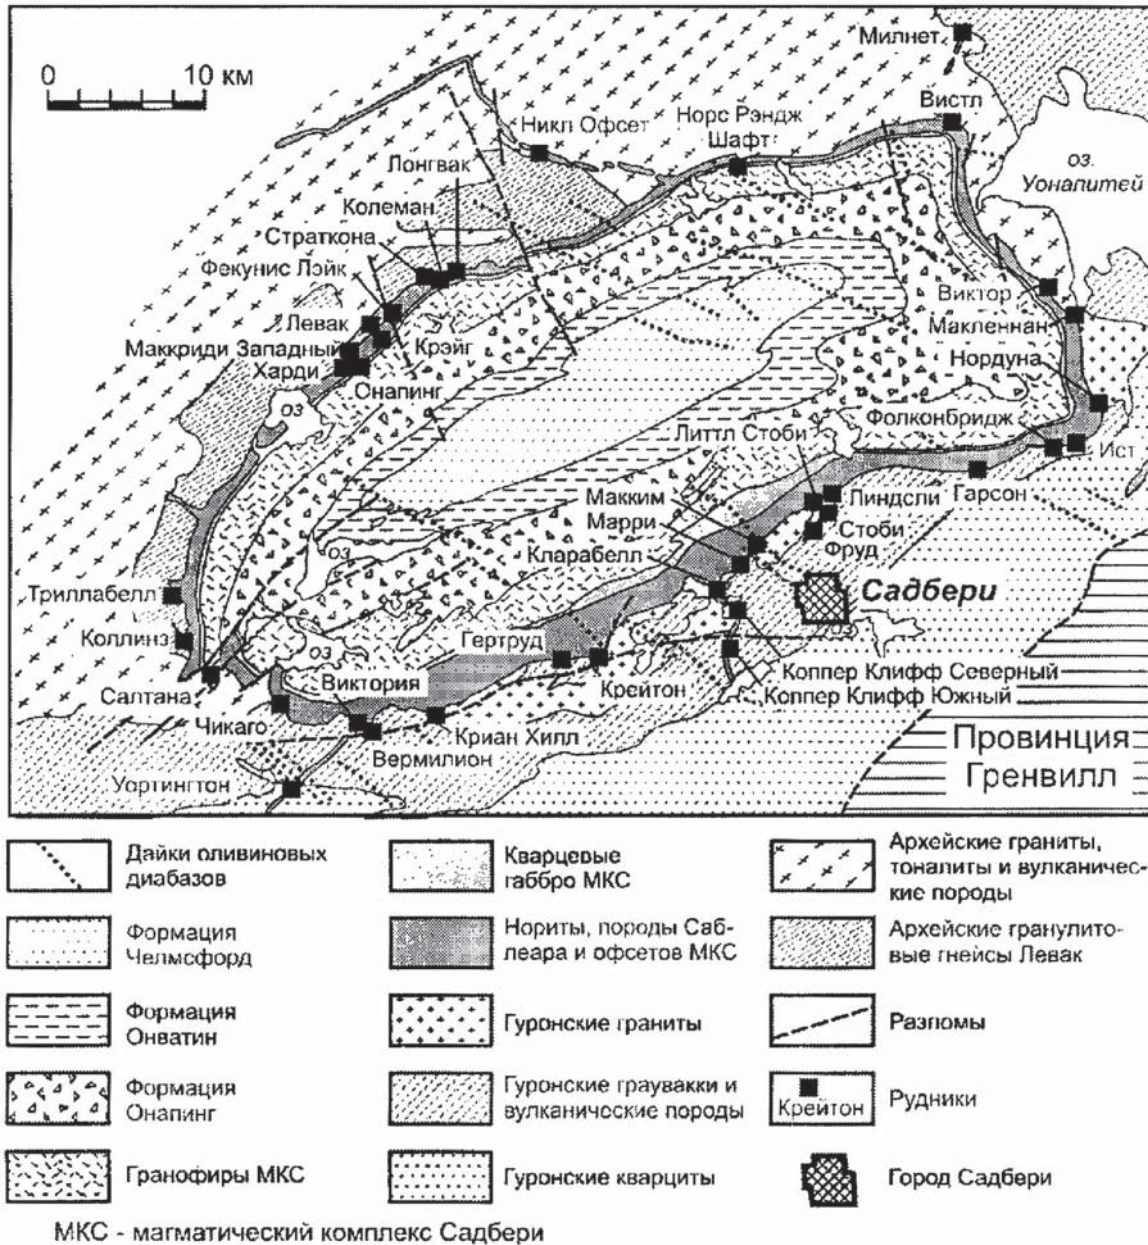 0 10 км
Милнет
Вистл
Норс Рэндж
Шафт
Никл Офсет
оз.
Уонапитей
Лонгвак
Колеман
Страткона
Фекунис Лэйк
Левак
Маккриди Западный
Харди
Крэйг
Онапинг
оз
Виктор
Макленнан
Нордуна
Фолконбридж
Ист
Гарсон
Литтл Стоби
Линдсли
Стоби
Фруд
Макким
Марри
Кларабелл
Садбери
оз
оз
Триллабелл
Коллинз
Салтана
Чикаго
оз
Виктория
Гертруд
Крейтон
Коппер Клифф Северный
Коппер Клифф Южный
Криан Хилл
Вермилион
Уортингтон
Провинция
Гренвилл
Дайки оливиновых
диабазов
Формация
Челмсфорд
Формация
Онватин
Формация
Онапинг
Гранофиры МКС
Кварцевые
габбро МКС
Нориты, породы Саб-
леара и офсетов МКС
Гуронские граниты
Гуронские граувакки и
вулканические породы
Гуронские кварциты
Архейские граниты,
тоналиты и вулканичес-
кие породы
Архейские гранулито-
вые гнейсы Левак
Разломы
Крейтон
Рудники
Город Садбери
МКС - магматический комплекс Садбери